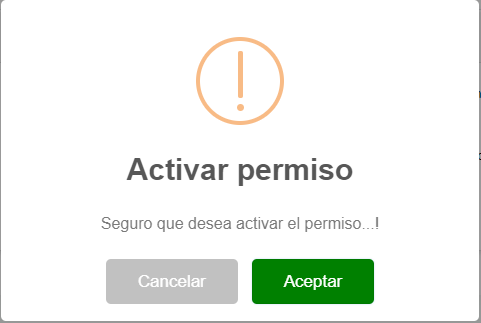 Activar permiso
Seguro que desea activar el permiso...!
Cancelar Aceptar